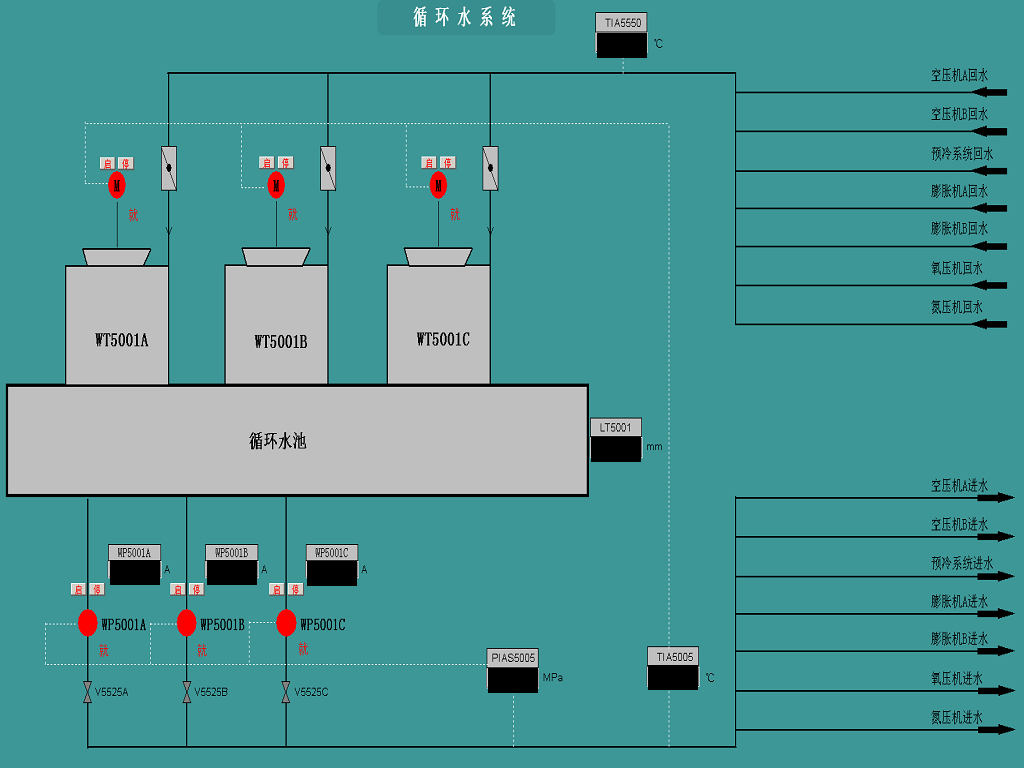 循环水系统
TIA5550
℃
空压机A回水
空压机B回水
预冷系统回水
膨胀机A回水
膨胀机B回水
氧压机回水
氮压机回水
启 停
启 停
启 停
M
M
M
就
就
就
WT5001A
WT5001B
WT5001C
循环水池
LT5001
mm
WP5001A
A
WP5001B
A
WP5001C
A
启 停
启 停
启 停
WP5001A
WP5001B
WP5001C
就
就
就
V5525A
V5525B
V5525C
PIAS5005
MPa
TIA5005
℃
空压机A进水
空压机B进水
预冷系统进水
膨胀机A进水
膨胀机B进水
氧压机进水
氮压机进水